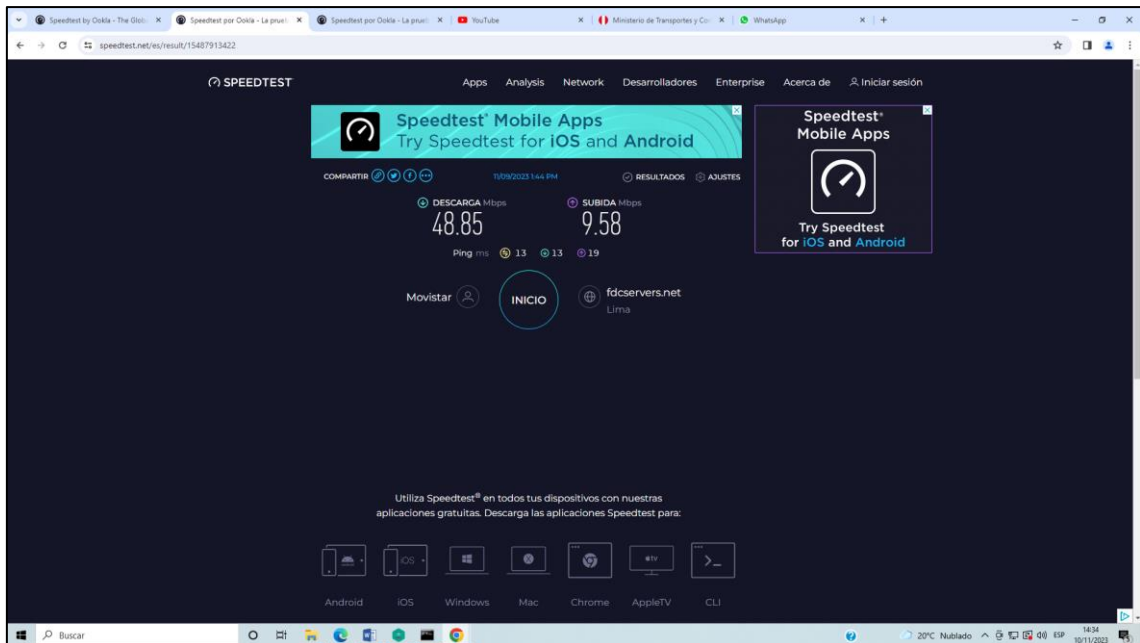 Speedtest by Ookla - The Glob
Speedtest por Ookla - La prueb
Speedtest por Ookla - La prueb
YouTube
Ministerio de Transportes y Co
WhatsApp
speedtest.net/es/result/15487913422
SPEEDTEST
Apps Analysis Network Desarrolladores Enterprise Acerca de Iniciar sesión
Speedtest® Mobile Apps
Try Speedtest for iOS and Android
Speedtest®
Mobile Apps
Try Speedtest
for iOS and Android
COMPARTIR 11/09/2023 1:44 PM RESULTADOS AJUSTES
DESCARGA Mbps SUBIDA Mbps
48.85 9.58
Ping ms 13 13 19
Movistar INICIO fdcservers.net
Lima
Utiliza Speedtest® en todos tus dispositivos con nuestras
aplicaciones gratuitas. Descarga las aplicaciones Speedtest para:
iOS tv
Android iOS Windows Mac Chrome AppleTV CLI
Buscar 20°C Nublado ESP 14:34
10/11/2023